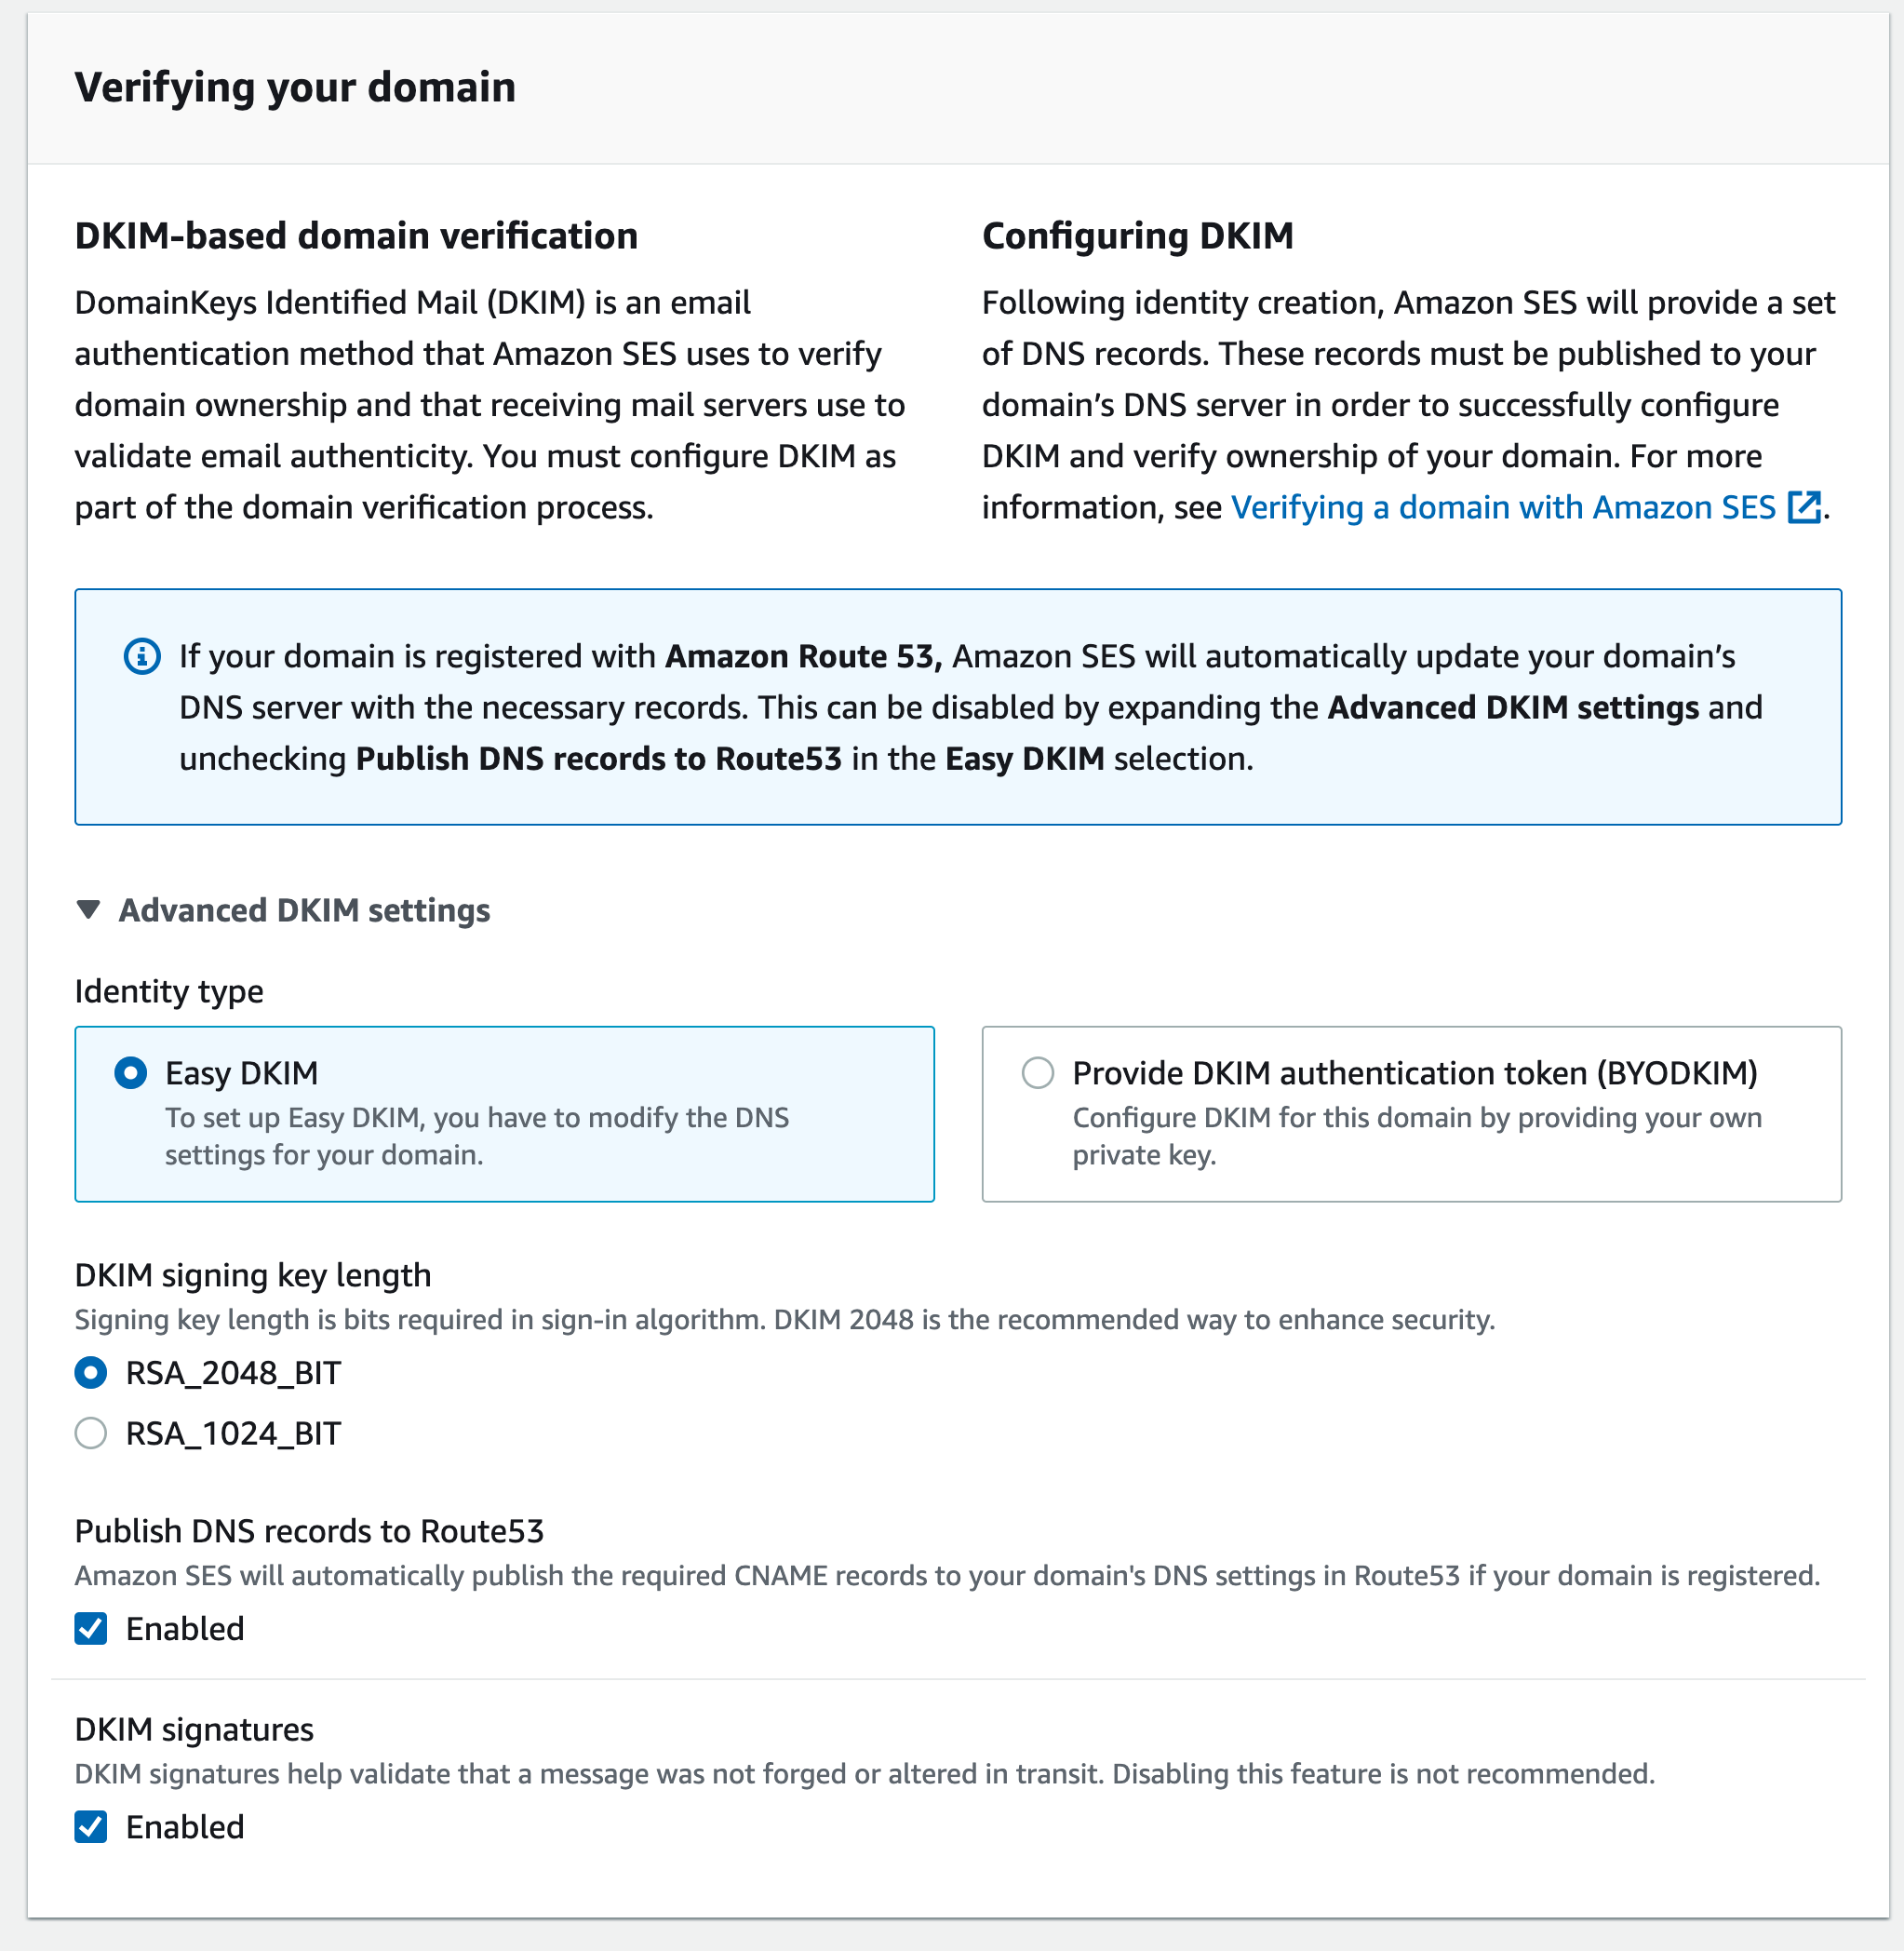 Verifying your domain
DKIM-based domain verification
DomainKeys Identified Mail (DKIM) is an email
authentication method that Amazon SES uses to verify
domain ownership and that receiving mail servers use to
validate email authenticity. You must configure DKIM as
part of the domain verification process.
Configuring DKIM
Following identity creation, Amazon SES will provide a set
of DNS records. These records must be published to your
domain’s DNS server in order to successfully configure
DKIM and verify ownership of your domain. For more
information, see Verifying a domain with Amazon SES.
If your domain is registered with Amazon Route 53, Amazon SES will automatically update your domain’s
DNS server with the necessary records. This can be disabled by expanding the Advanced DKIM settings and
unchecking Publish DNS records to Route53 in the Easy DKIM selection.
Advanced DKIM settings
Identity type
Easy DKIM
To set up Easy DKIM, you have to modify the DNS
settings for your domain.
Provide DKIM authentication token (BYODKIM)
Configure DKIM for this domain by providing your own
private key.
DKIM signing key length
Signing key length is bits required in sign-in algorithm. DKIM 2048 is the recommended way to enhance security.
RSA_2048_BIT
RSA_1024_BIT
Publish DNS records to Route53
Amazon SES will automatically publish the required CNAME records to your domain's DNS settings in Route53 if your domain is registered.
Enabled
DKIM signatures
DKIM signatures help validate that a message was not forged or altered in transit. Disabling this feature is not recommended.
Enabled